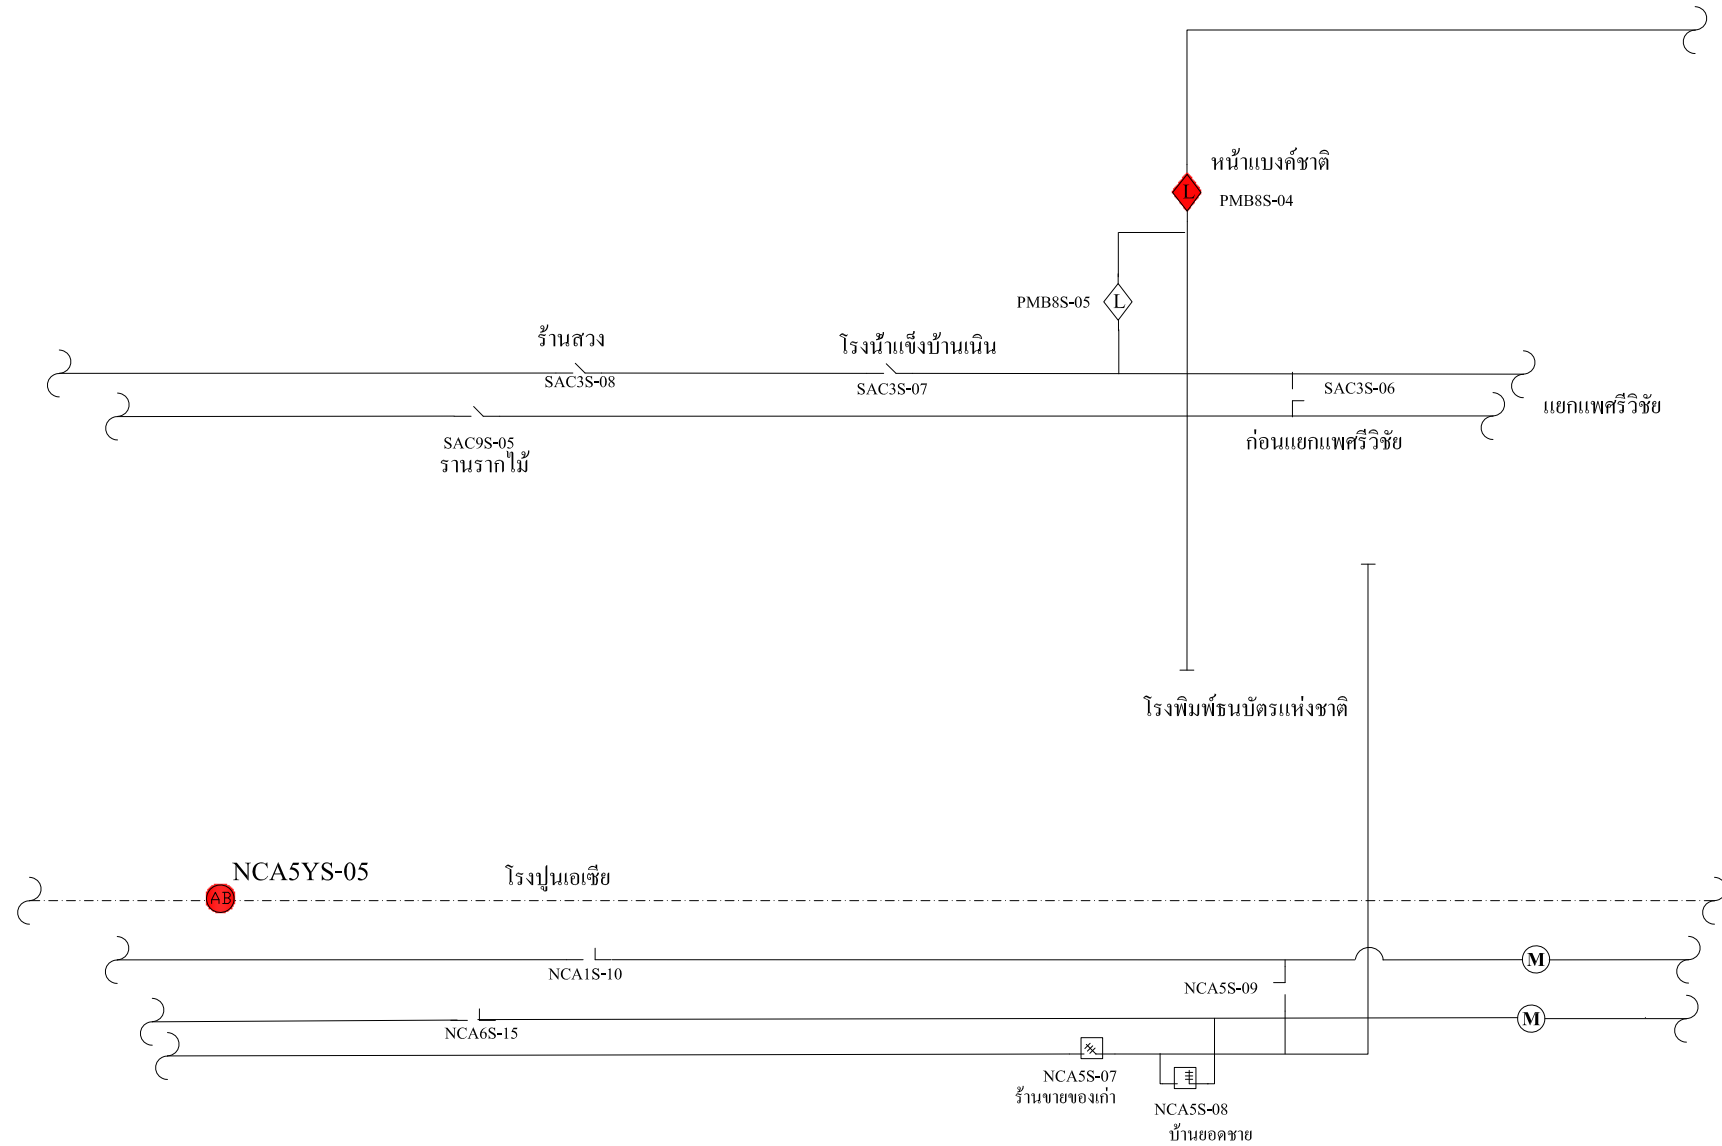 หน้าแบงค์ชาติ
L
PMB8S-04
PMB8S-05
L
ร้านสวง
โรงน้ำแข็งบ้านเนิน
SAC3S-08
SAC3S-07
SAC3S-06
แยกแพศรีวิชัย
SAC9S-05
รานรากไม้
ก่อนแยกแพศรีวิชัย
โรงพิมพ์ธนบัตรแห่งชาติ
NCA5YS-05
โรงปูนเอเซีย
AB
M
NCA1S-10
NCA5S-09
M
NCA6S-15
NCA5S-07
ร้านขายของเก่า
NCA5S-08
บ้านยอดชาย